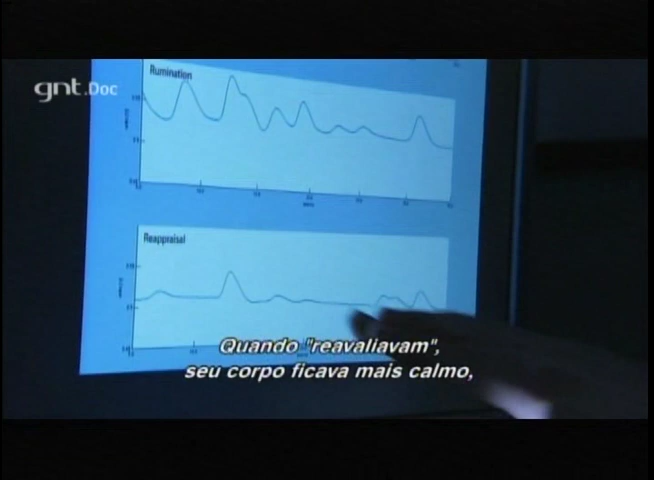 gnt.Doc
Rumination
Reappraisal
Quando "reavaliavam",
seu corpo ficava mais calmo,